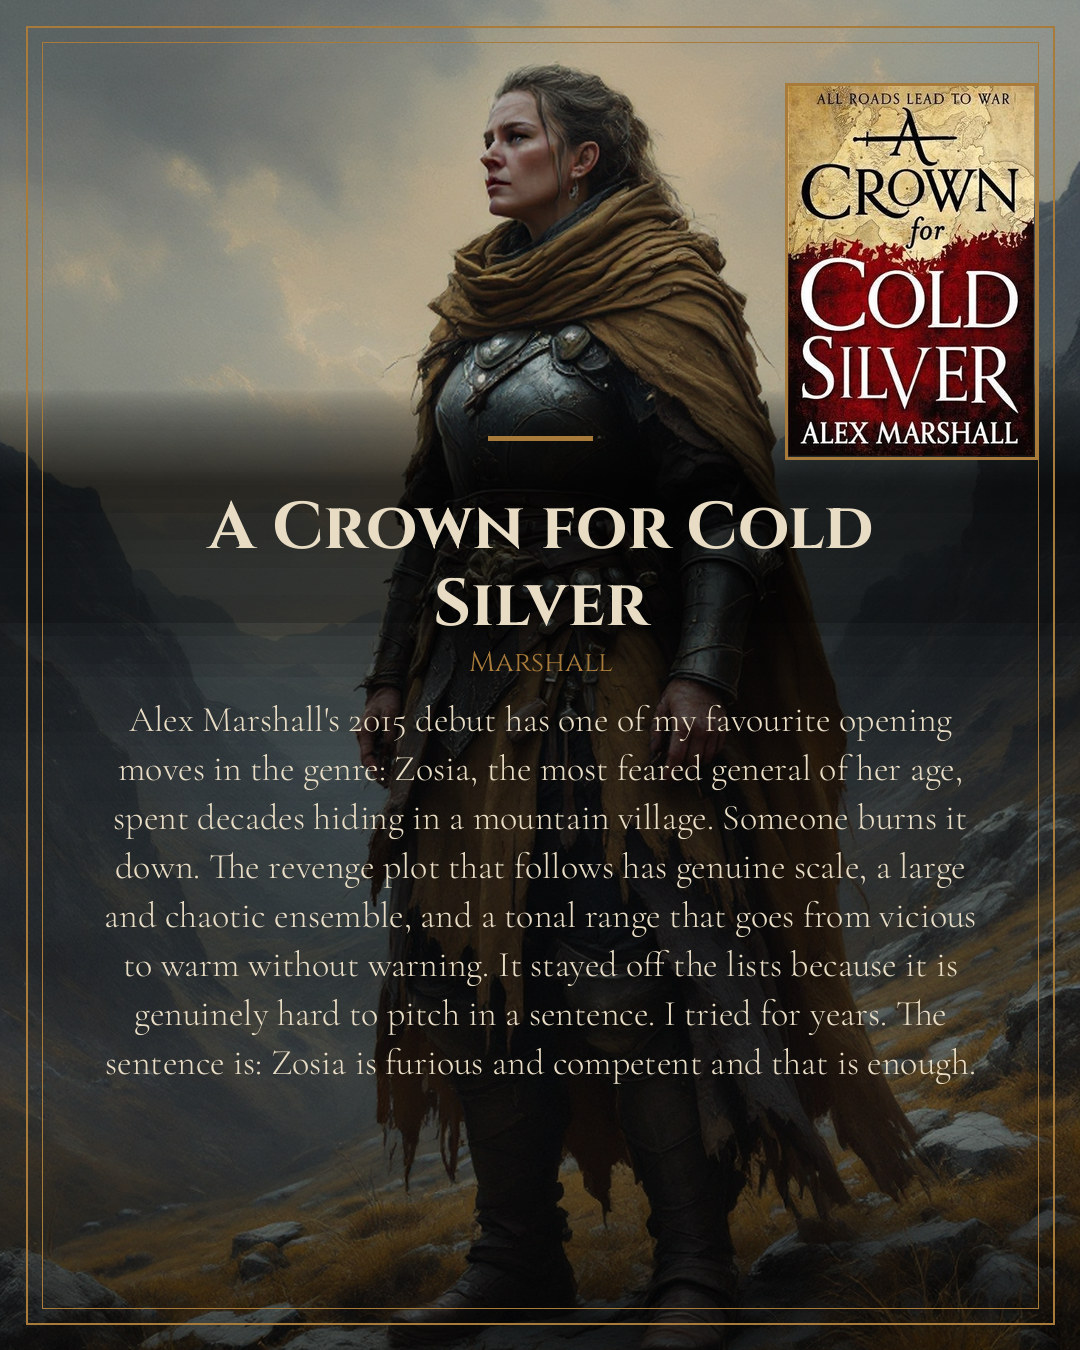 ALL ROADS LEAD TO WAR
A
CROWN
for
COLD
SILVER
ALEX MARSHALL
A Crown for Cold
Silver
Marshall
Alex Marshall's 2015 debut has one of my favourite opening
moves in the genre: Zosia, the most feared general of her age,
spent decades hiding in a mountain village. Someone burns it
down. The revenge plot that follows has genuine scale, a large
and chaotic ensemble, and a tonal range that goes from vicious
to warm without warning. It stayed off the lists because it is
genuinely hard to pitch in a sentence. I tried for years. The
sentence is: Zosia is furious and competent and that is enough.